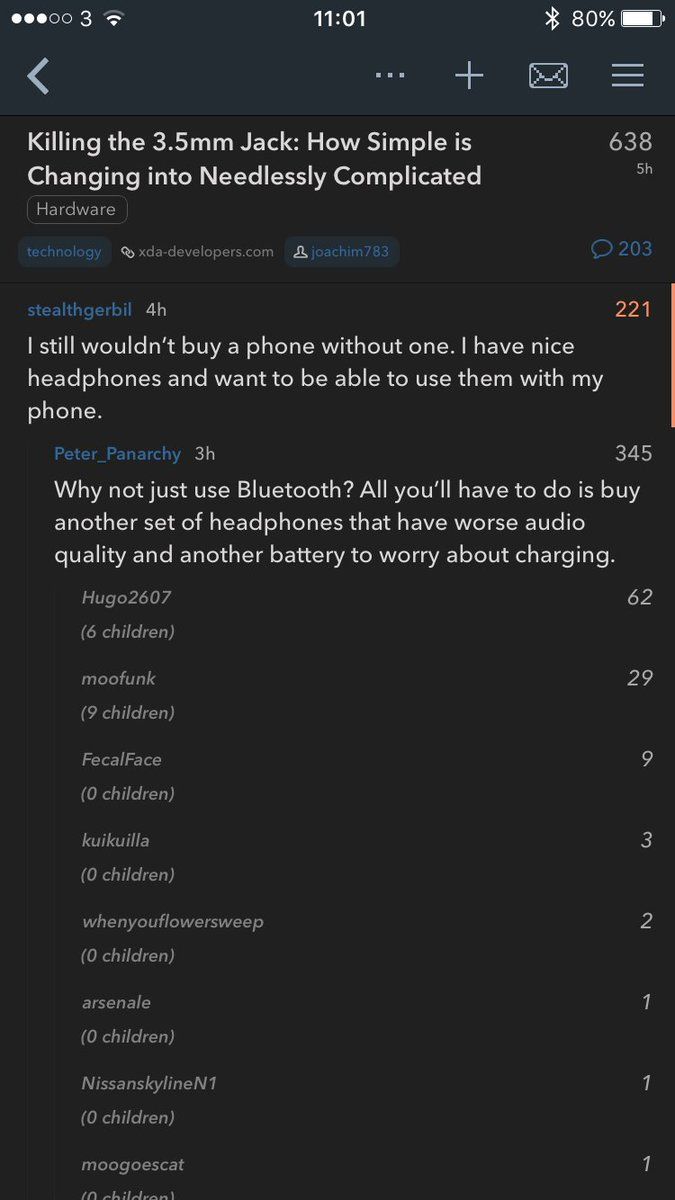 3 11:01 80%
Killing the 3.5mm Jack: How Simple is 638
Changing into Needlessly Complicated 5h
Hardware
technology xda-developers.com joachim783 203
stealthgerbil 4h 221
I still wouldn't buy a phone without one. I have nice
headphones and want to be able to use them with my
phone.
Peter_Panarchy 3h 345
Why not just use Bluetooth? All you'll have to do is buy
another set of headphones that have worse audio
quality and another battery to worry about charging.
Hugo2607 62
(6 children)
moofunk 29
(9 children)
FecalFace 9
(0 children)
kuikuilla 3
(0 children)
whenyouflowersweep 2
(0 children)
arsenale 1
(0 children)
NissanskylineN1 1
(0 children)
moogoescat 1
(0 children)